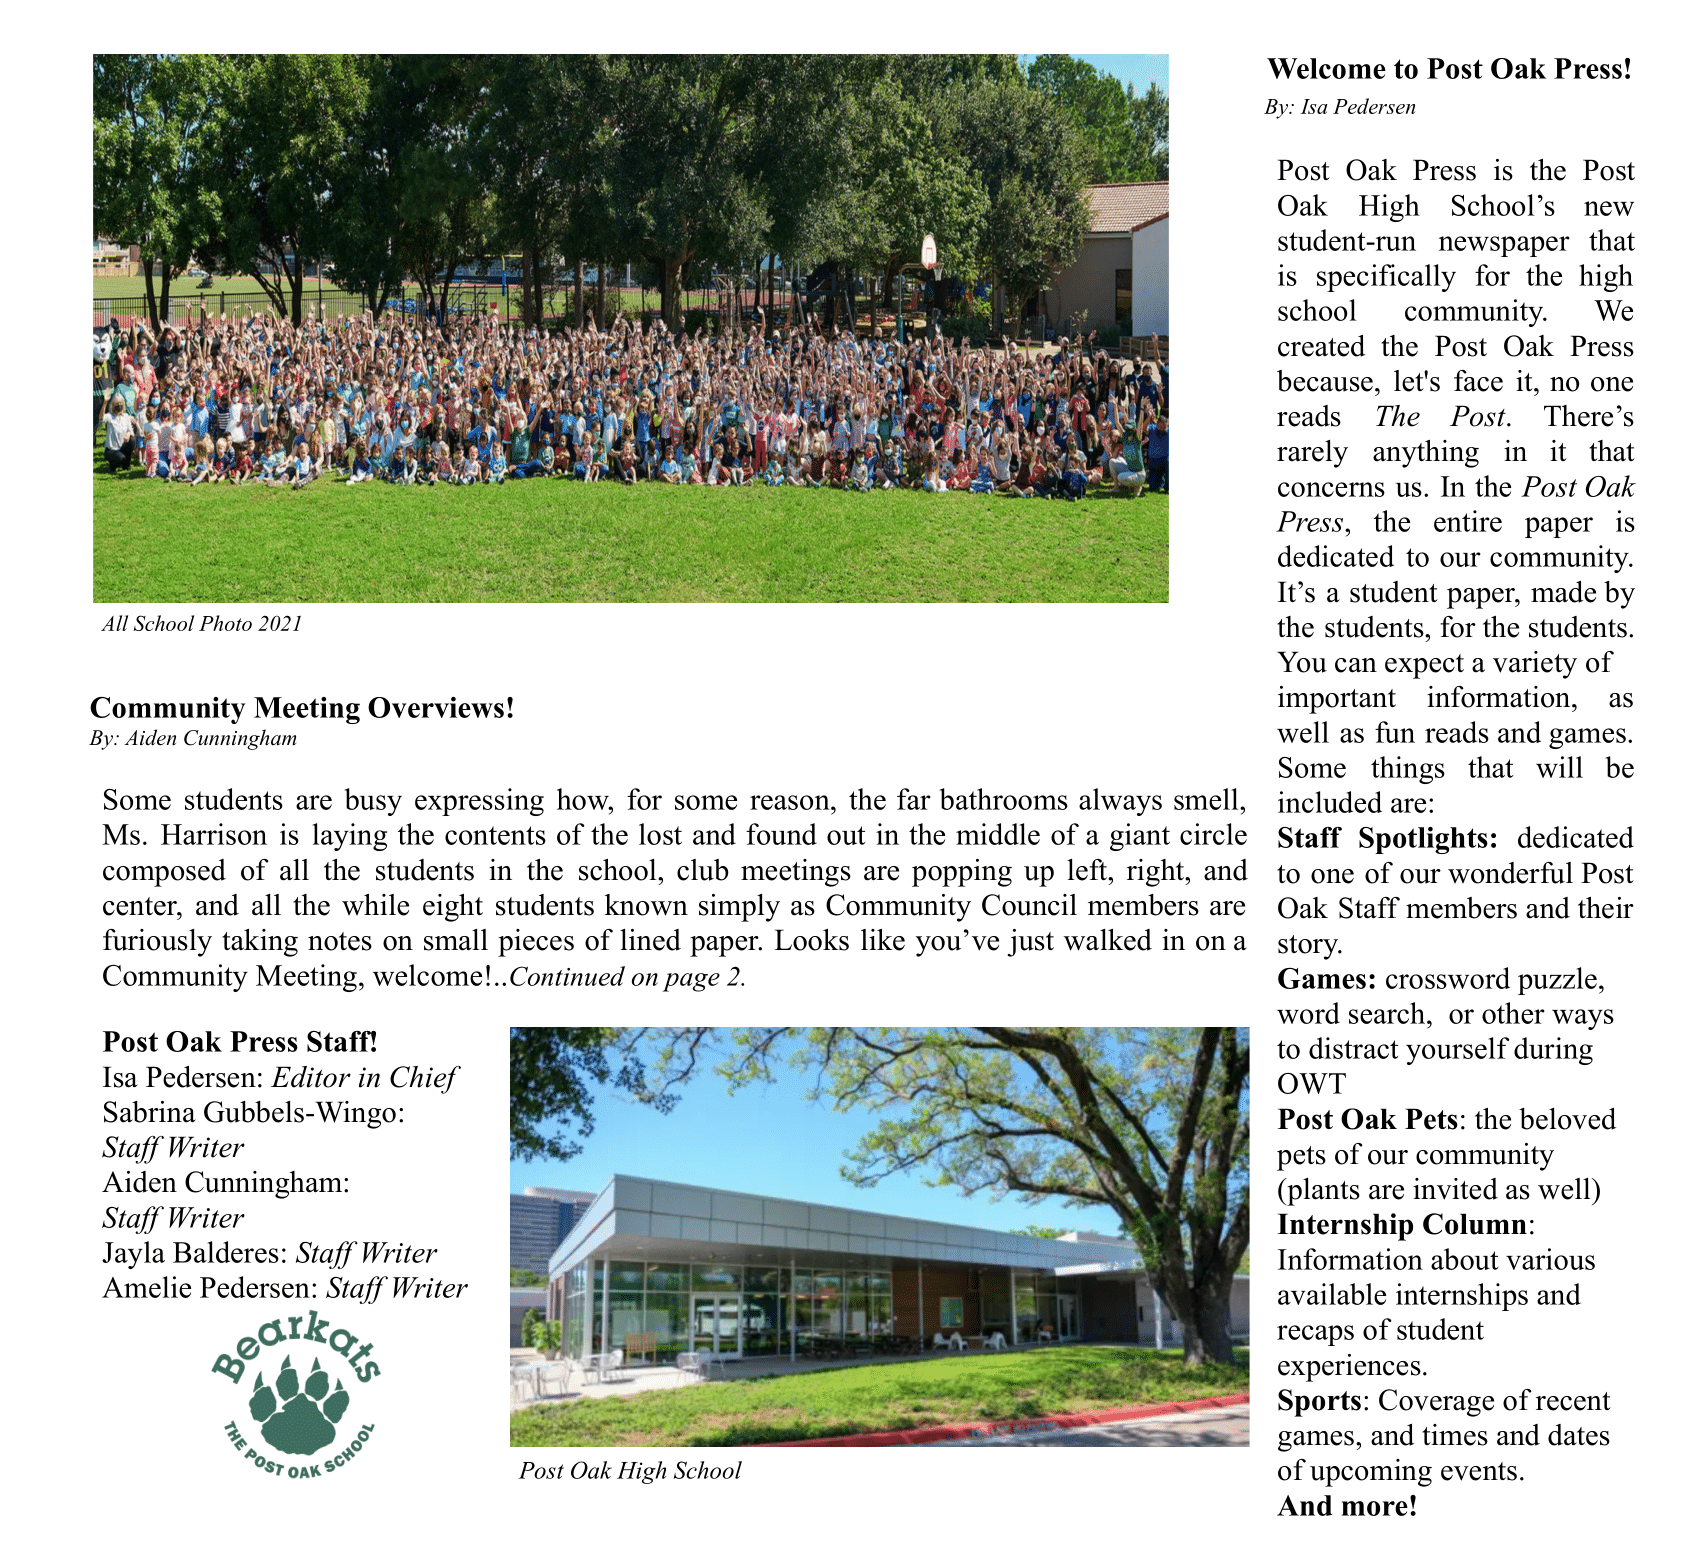 All School Photo 2021
Community Meeting Overviews!
By: Aiden Cunningham
Some students are busy expressing how, for some reason, the far bathrooms always smell,
Ms. Harrison is laying the contents of the lost and found out in the middle of a giant circle
composed of all the students in the school, club meetings are popping up left, right, and
center, and all the while eight students known simply as Community Council members are
furiously taking notes on small pieces of lined paper. Looks like you’ve just walked in on a
Community Meeting, welcome!..Continued on page 2.
Post Oak Press Staff!
Isa Pedersen: Editor in Chief
Sabrina Gubbels-Wingo:
Staff Writer
Aiden Cunningham:
Staff Writer
Jayla Balderes: Staff Writer
Amelie Pedersen: Staff Writer
Bearkats
THE POST OAK SCHOOL
Post Oak High School
Welcome to Post Oak Press!
By: Isa Pedersen
Post Oak Press is the Post
Oak High School’s new
student-run newspaper that
is specifically for the high
school community. We
created the Post Oak Press
because, let's face it, no one
reads The Post. There’s
rarely anything in it that
concerns us. In the Post Oak
Press, the entire paper is
dedicated to our community.
It’s a student paper, made by
the students, for the students.
You can expect a variety of
important information, as
well as fun reads and games.
Some things that will be
included are:
Staff Spotlights: dedicated
to one of our wonderful Post
Oak Staff members and their
story.
Games: crossword puzzle,
word search, or other ways
to distract yourself during
OWT
Post Oak Pets: the beloved
pets of our community
(plants are invited as well)
Internship Column:
Information about various
available internships and
recaps of student
experiences.
Sports: Coverage of recent
games, and times and dates
of upcoming events.
And more!